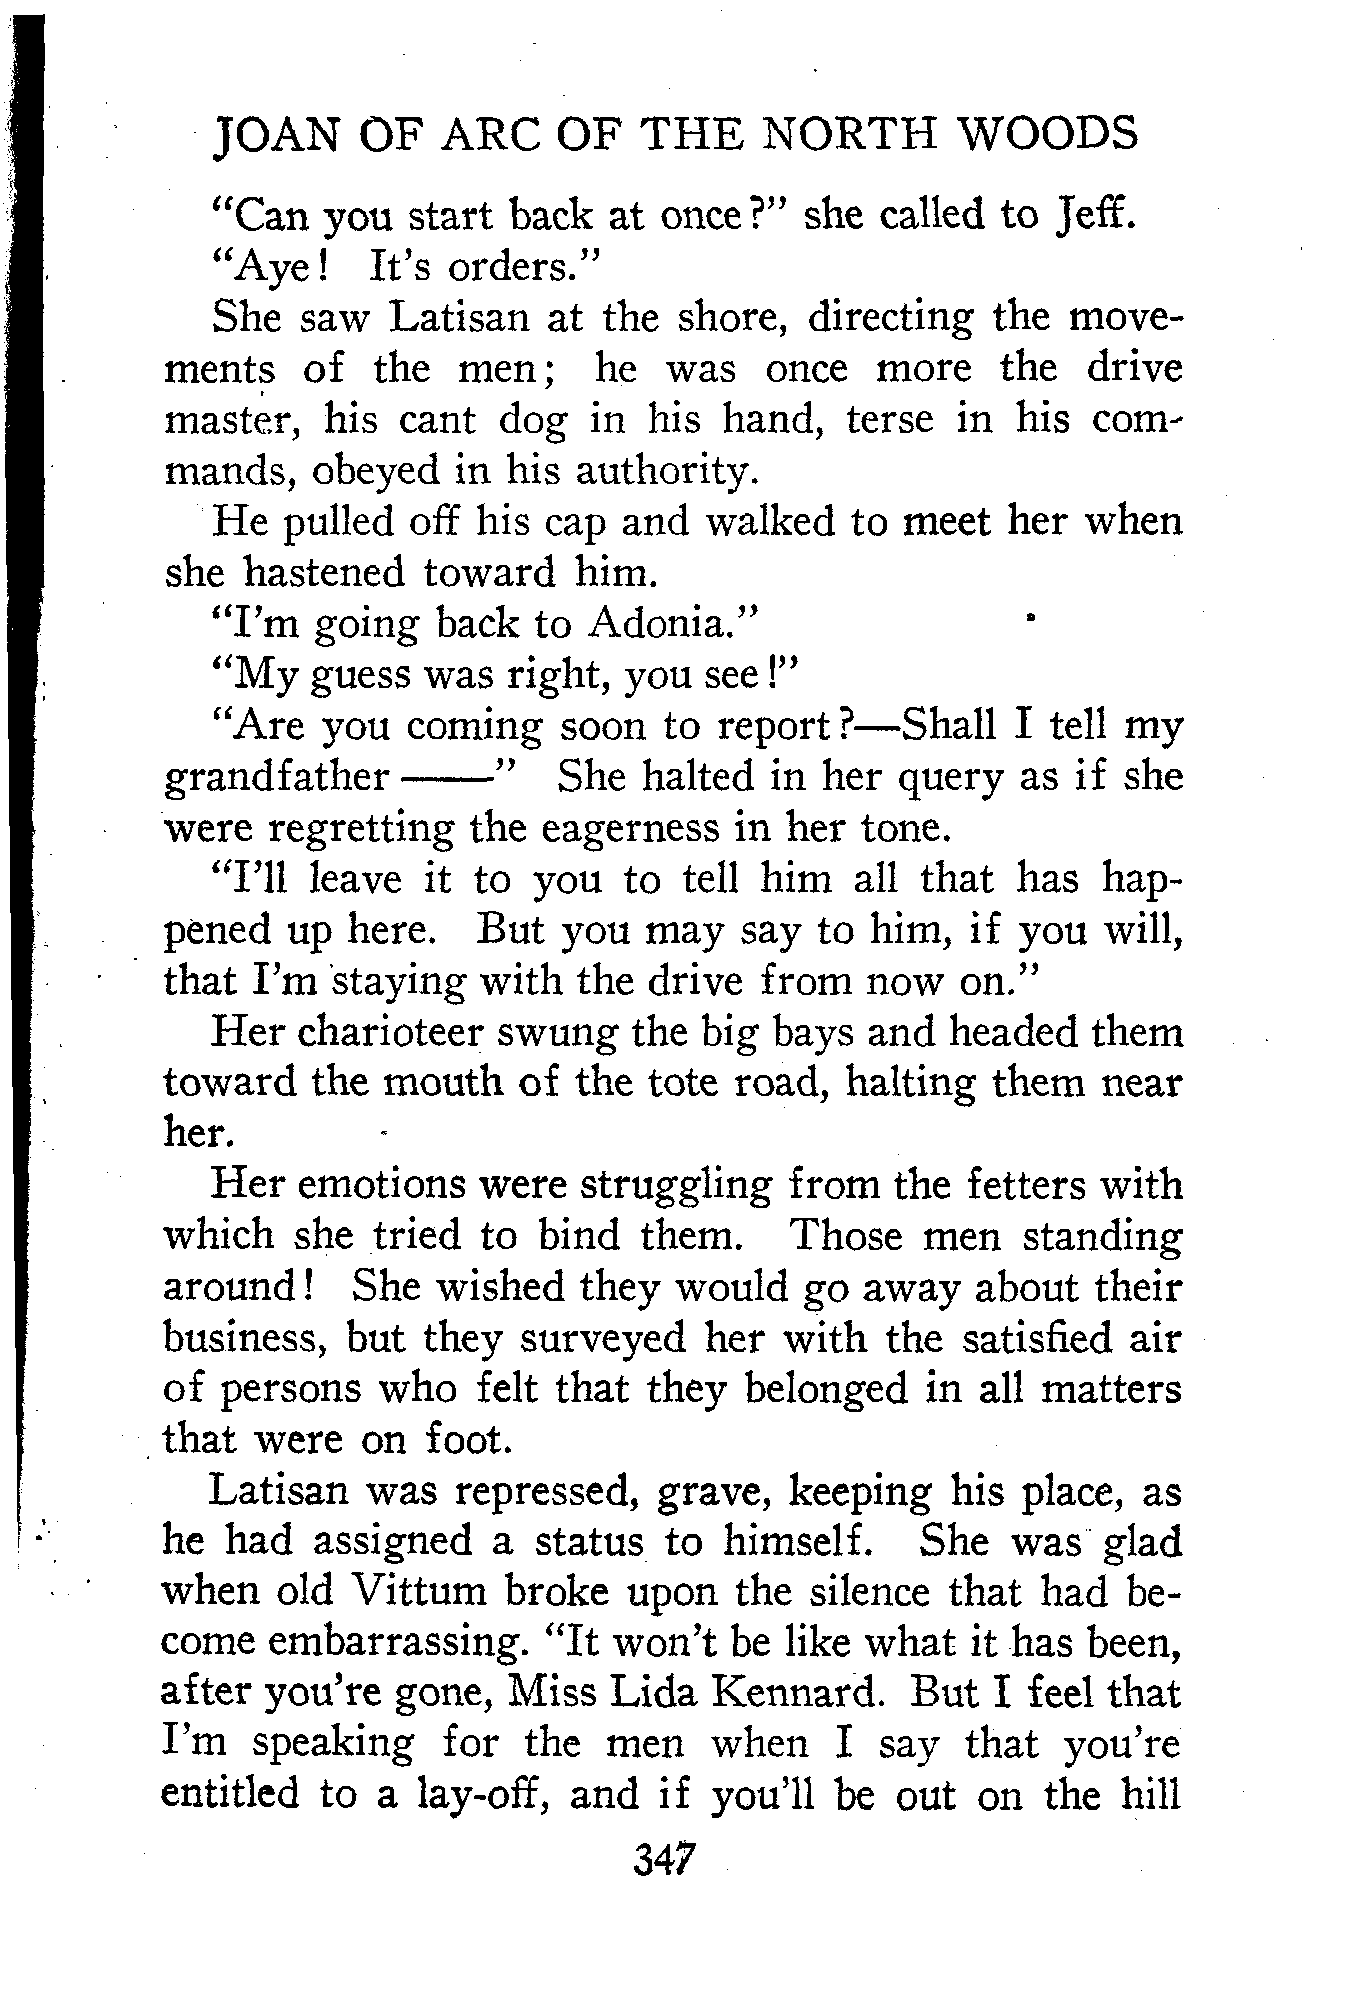 JOAN OF ARC OF THE NORTH WOODS
"Can you start back at once?" she called to Jeff.
"Aye! It's orders."
She saw Latisan at the shore, directing the move-
ments of the men; he was once more the drive
master, his cant dog in his hand, terse in his com-
mands, obeyed in his authority.
He pulled off his cap and walked to meet her when
she hastened toward him.
"I'm going back to Adonia."
"My guess was right, you see!"
"Are you coming soon to report?—Shall I tell my
grandfather ——" She halted in her query as if she
were regretting the eagerness in her tone.
"I'll leave it to you to tell him all that has hap-
pened up here. But you may say to him, if you will,
that I'm staying with the drive from now on."
Her charioteer swung the big bays and headed them
toward the mouth of the tote road, halting them near
her.
Her emotions were struggling from the fetters with
which she tried to bind them. Those men standing
around! She wished they would go away about their
business, but they surveyed her with the satisfied air
of persons who felt that they belonged in all matters
that were on foot.
Latisan was repressed, grave, keeping his place, as
he had assigned a status to himself. She was glad
when old Vittum broke upon the silence that had be-
come embarrassing. "It won't be like what it has been,
after you're gone, Miss Lida Kennard. But I feel that
I'm speaking for the men when I say that you're
entitled to a lay-off, and if you'll be out on the hill
347